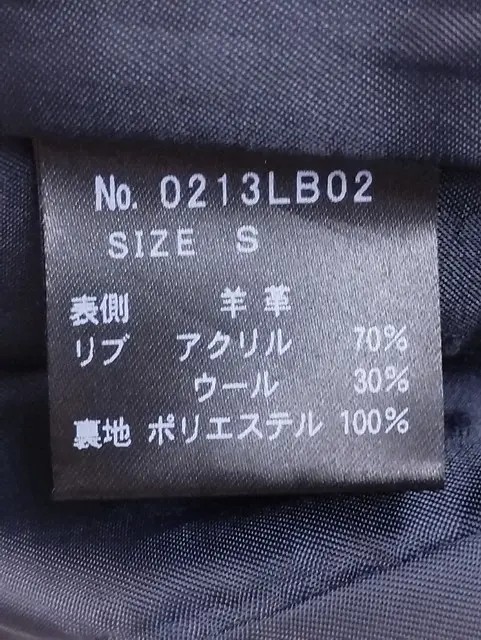 No. 0213LB02
SIZE S
表側 羊革
リブ アクリル 70%
ウール 30%
裏地 ポリエステル 100%